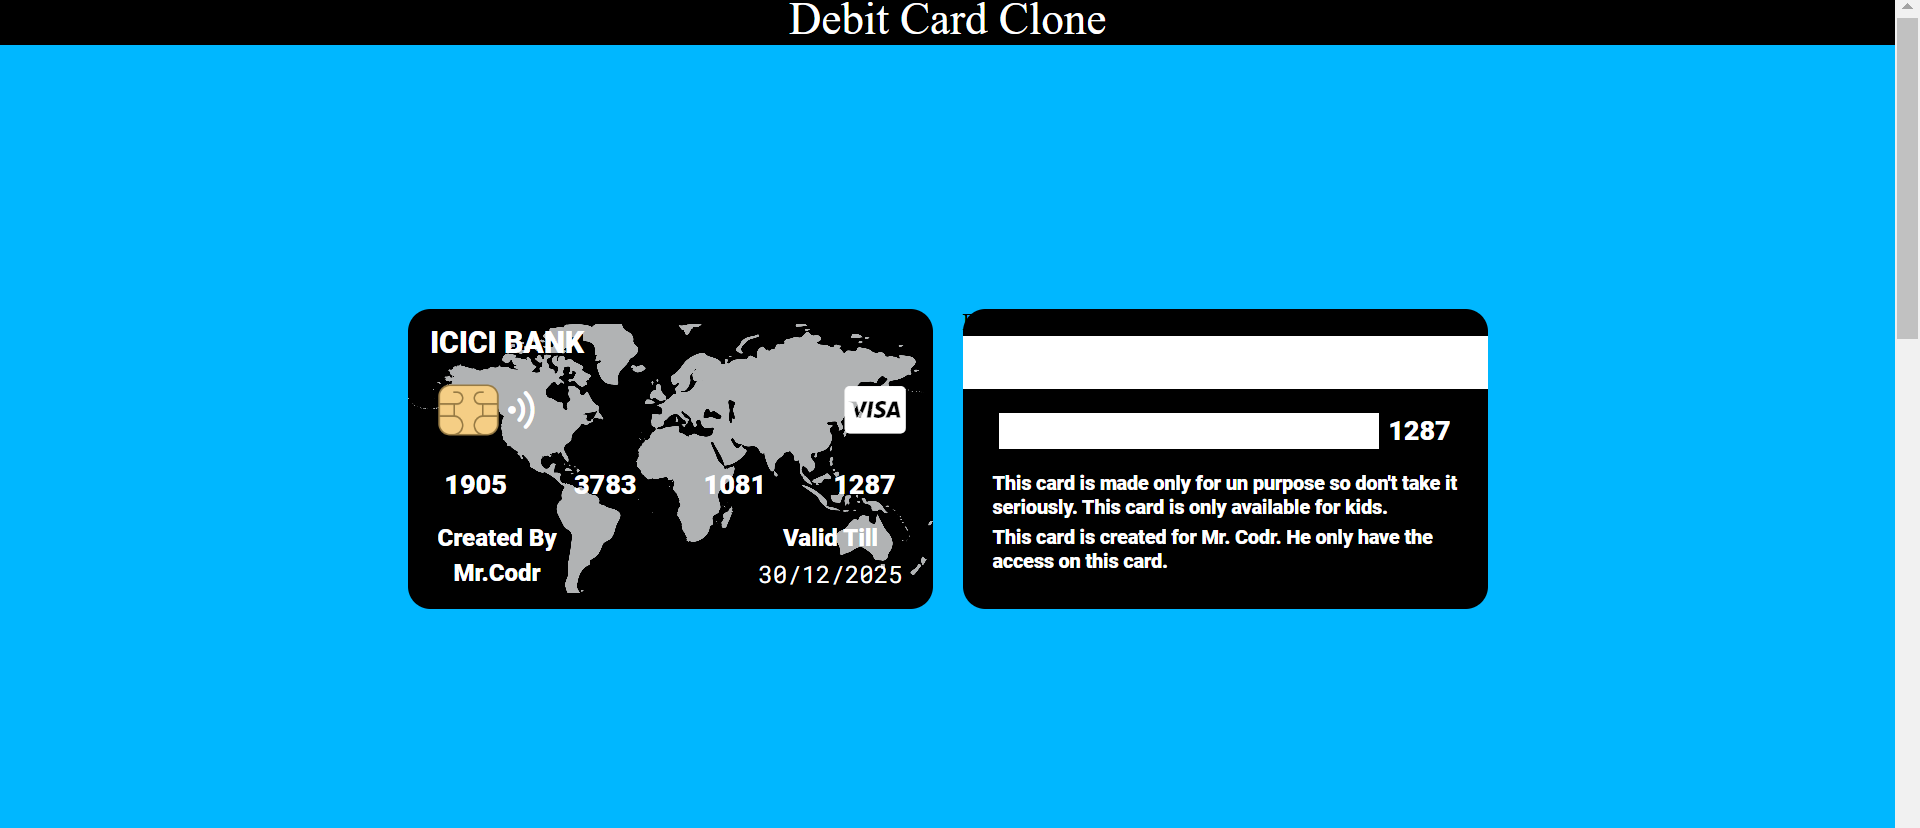 Debit Card Clone
ICICI BANK
VISA
1905 3783 1081 1287
Created By
Mr.Codr
Valid Till
30/12/2025
1287
This card is made only for un purpose so don't take it
seriously. This card is only available for kids.
This card is created for Mr. Codr. He only have the
access on this card.